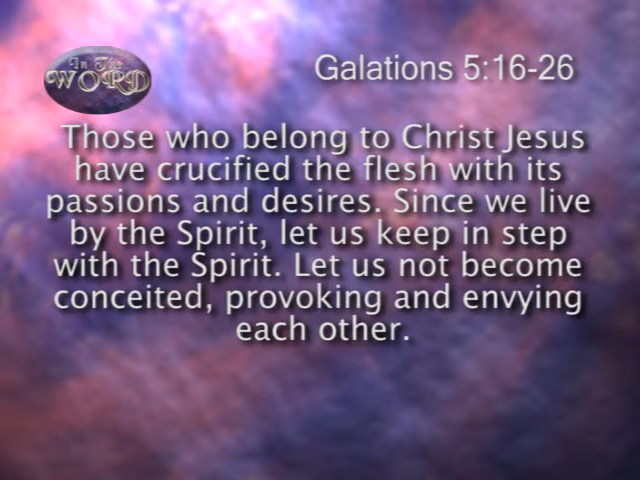 In The
WORD
Galations 5:16-26
Those who belong to Christ Jesus
have crucified the flesh with its
passions and desires. Since we live
by the Spirit, let us keep in step
with the Spirit. Let us not become
conceited, provoking and envying
each other.